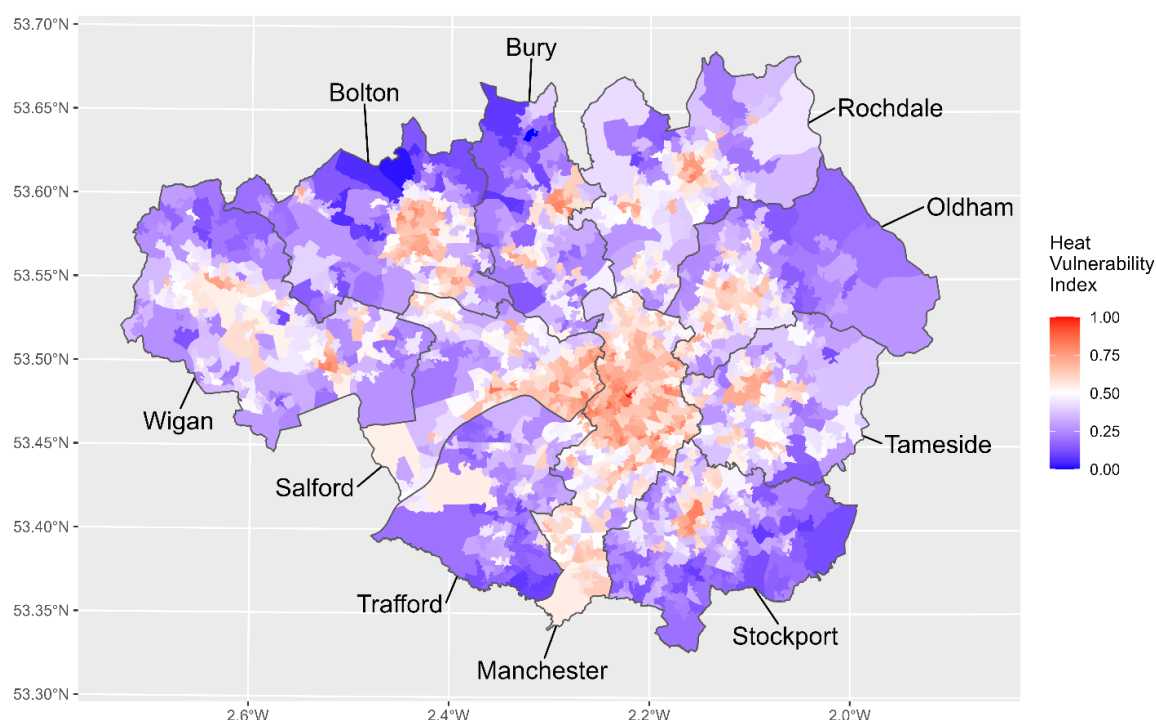 53.70°N
53.65°N
53.60°N
53.55°N
53.50°N
53.45°N
53.40°N
53.35°N
53.30°N
Bury
Bolton
Rochdale
Oldham
Wigan
Tameside
Salford
Trafford
Stockport
Manchester
2.6°W
2.4°W
2.2°W
2.0°W
Heat
Vulnerability
Index
1.00
0.75
0.50
0.25
0.00